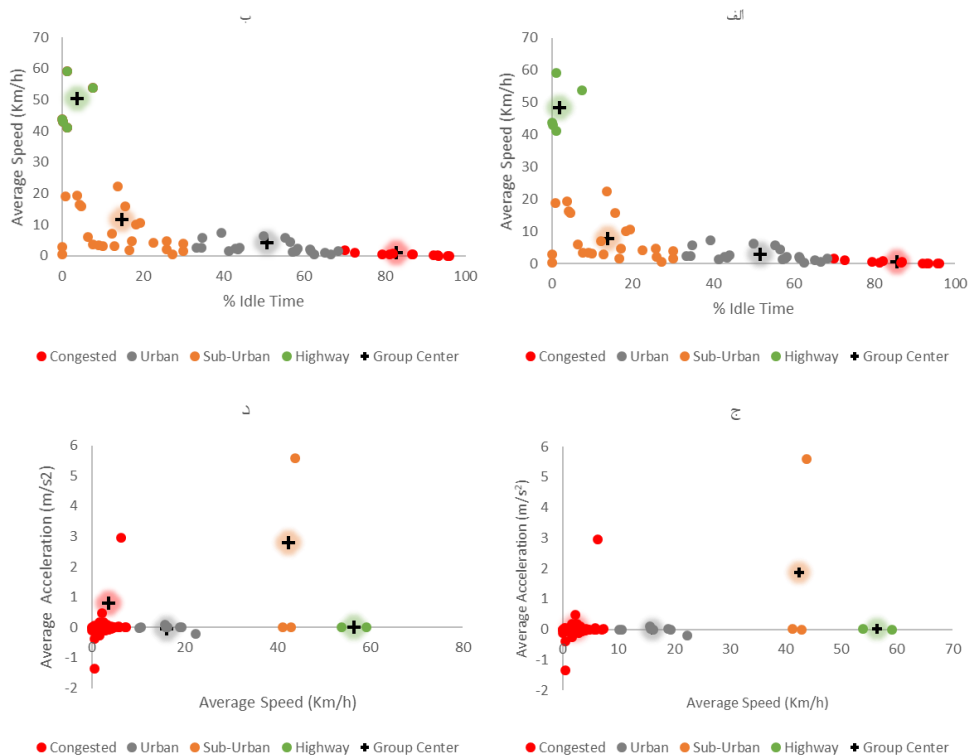 ب
70
60
50
40
30
20
10
0
0 20 40 60 80 100
Average Speed (Km/h)
% Idle Time
Congested Urban Sub-Urban Highway Group Center
الف
70
60
50
40
30
20
10
0
0 20 40 60 80 100
Average Speed (Km/h)
% Idle Time
Congested Urban Sub-Urban Highway Group Center
د
6
5
4
3
2
1
0
-1
-2
0 20 40 60 80
Average Acceleration (m/s2)
Average Speed (Km/h)
Congested Urban Sub-Urban Highway Group Center
ج
6
5
4
3
2
1
0
-1
-2
0 10 20 30 40 50 60 70
Average Acceleration (m/s²)
Average Speed (Km/h)
Congested Urban Sub-Urban Highway Group Center